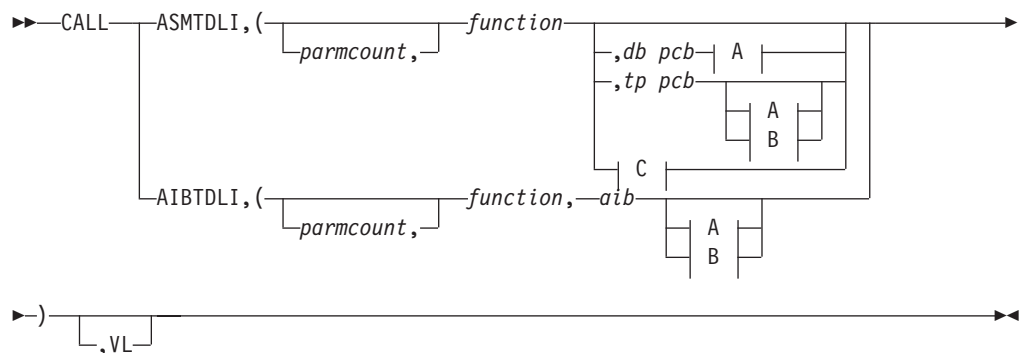 CALL ASMTDLI,( function
parmcount, ,db pcb A
,tp pcb
A
B
C
AIBTDLI,( function, aib
parmcount, A
B
)
,VL